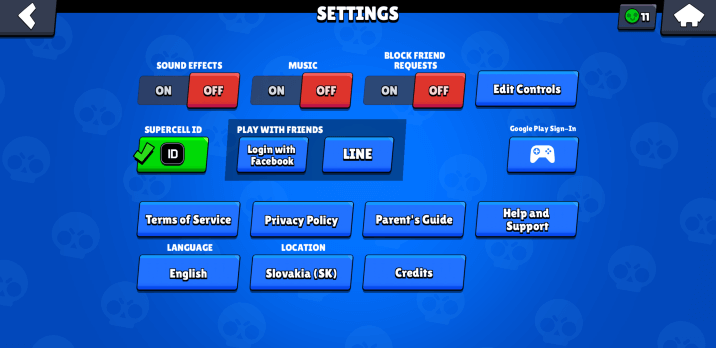 SETTINGS
11
SOUND EFFECTS
MUSIC
BLOCK FRIEND
REQUESTS
ON
OFF
ON
OFF
ON
OFF
Edit Controls
SUPERCELL ID
PLAY WITH FRIENDS
Google Play Sign-In
ID
Login with
Facebook
LINE
Terms of Service
Privacy Policy
Parent's Guide
Help and
Support
LANGUAGE
LOCATION
English
Slovakia (SK)
Credits